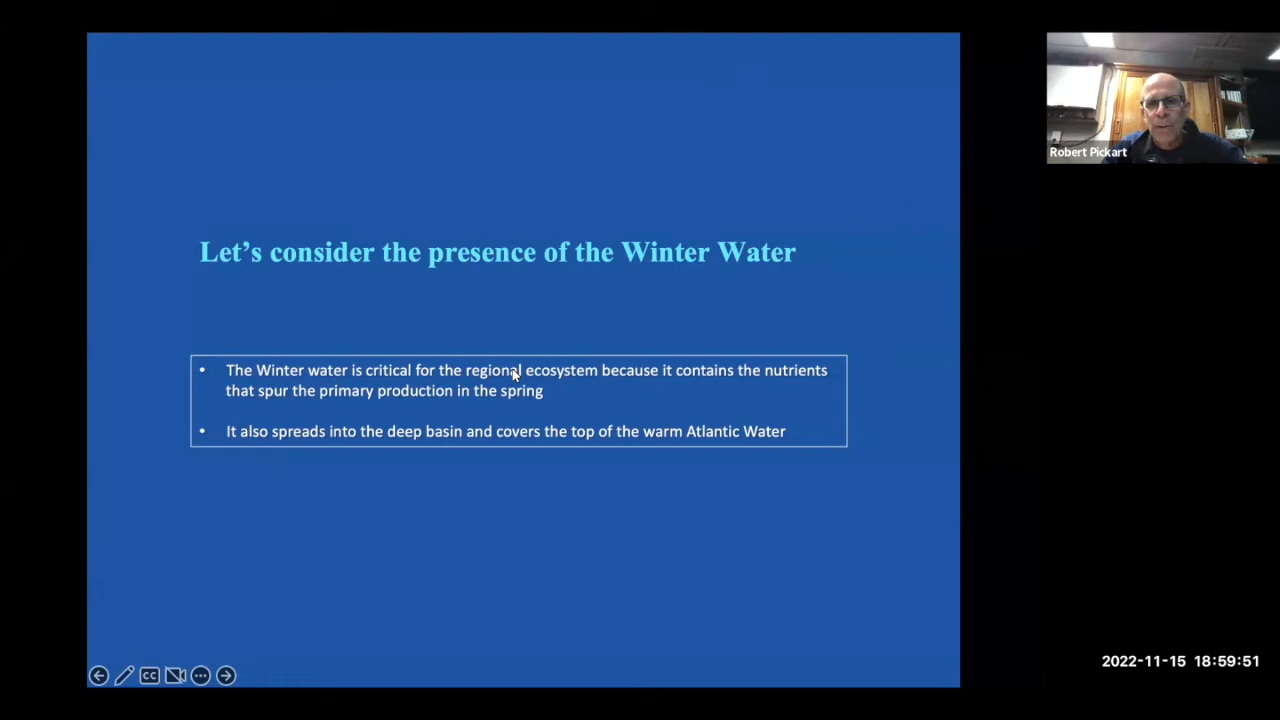 Let's consider the presence of the Winter Water
• The Winter water is critical for the regional ecosystem because it contains the nutrients
that spur the primary production in the spring
• It also spreads into the deep basin and covers the top of the warm Atlantic Water
CC
Robert Pickart
2022-11-15 18:59:51